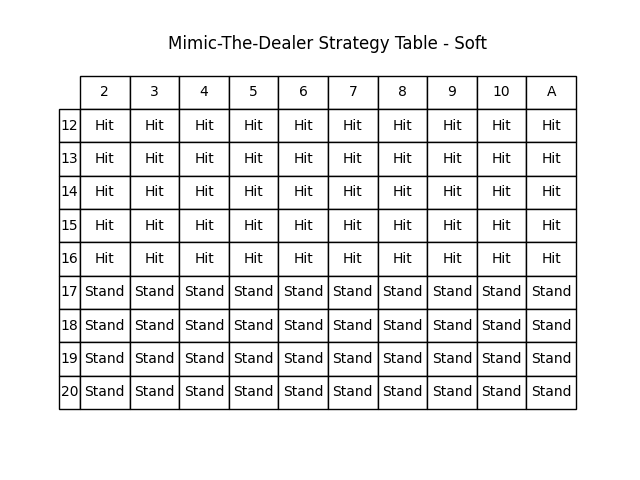 Mimic-The-Dealer Strategy Table - Soft
2 3 4 5 6 7 8 9 10 A
12 Hit Hit Hit Hit Hit Hit Hit Hit Hit Hit
13 Hit Hit Hit Hit Hit Hit Hit Hit Hit Hit
14 Hit Hit Hit Hit Hit Hit Hit Hit Hit Hit
15 Hit Hit Hit Hit Hit Hit Hit Hit Hit Hit
16 Hit Hit Hit Hit Hit Hit Hit Hit Hit Hit
17 Stand Stand Stand Stand Stand Stand Stand Stand Stand Stand
18 Stand Stand Stand Stand Stand Stand Stand Stand Stand Stand
19 Stand Stand Stand Stand Stand Stand Stand Stand Stand Stand
20 Stand Stand Stand Stand Stand Stand Stand Stand Stand Stand